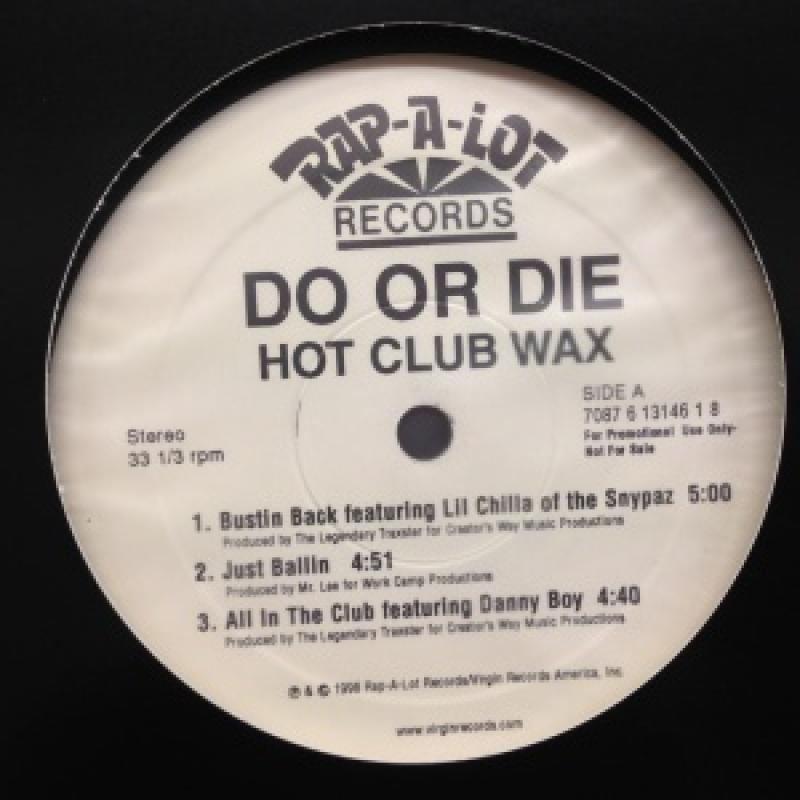 RAP-A-LOT
RECORDS
DO OR DIE
HOT CLUB WAX
SIDE A
7087 6 13146 1 8
For Promotional Use Only-
Not For Sale
Stereo
33 1/3 rpm
1. Bustin Back featuring Lil Chilla of the Snypaz 5:00
Produced by The Legendary Traxster for Creator's Way Music Productions
2. Just Ballin 4:51
Produced by Mr. Lee for Work Camp Productions
3. All In The Club featuring Danny Boy 4:40
Produced by The Legendary Traxster for Creator's Way Music Productions
℗ & © 1998 Rap-A-Lot Records/Virgin Records America, Inc
www.virginrecords.com